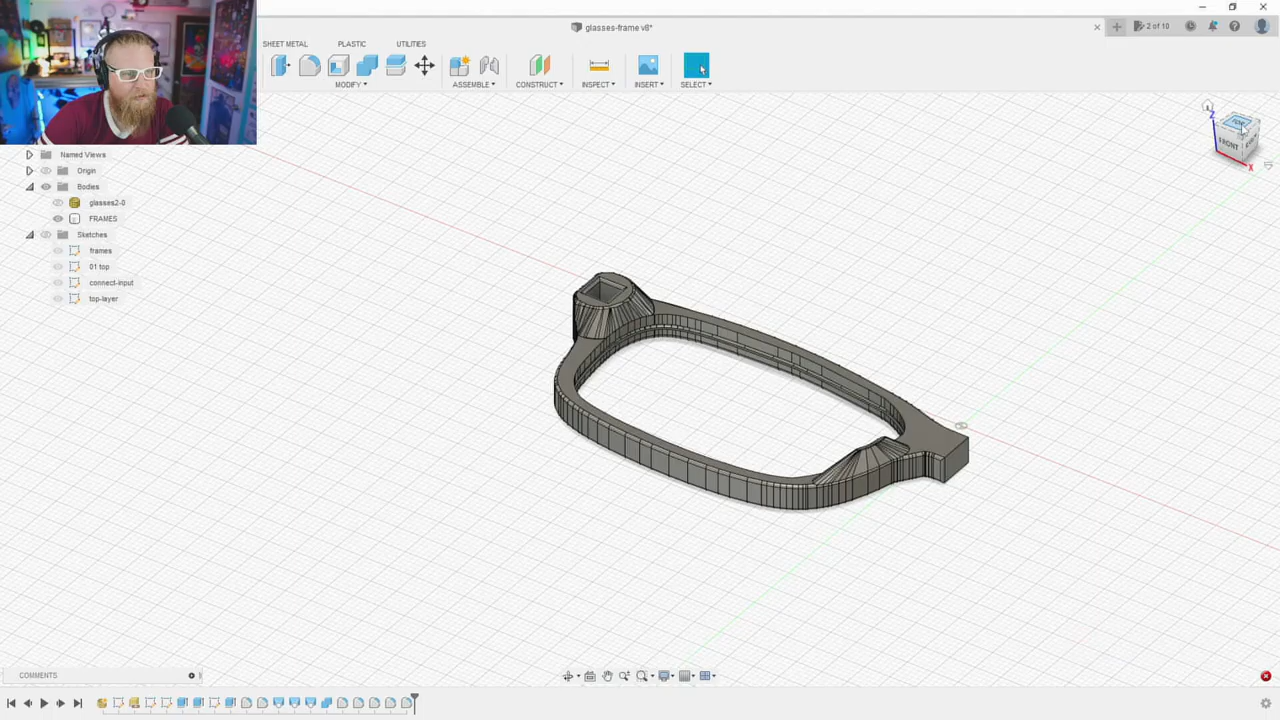 glasses-frame v8*
2 of 10
SHEET METAL
PLASTIC
UTILITIES
MODIFY
ASSEMBLE
CONSTRUCT
INSPECT
INSERT
SELECT
Z
FRONT
X
Named Views
Origin
Bodies
glasses2-0
FRAMES
Sketches
frames
01 top
connect-input
top-layer
COMMENTS